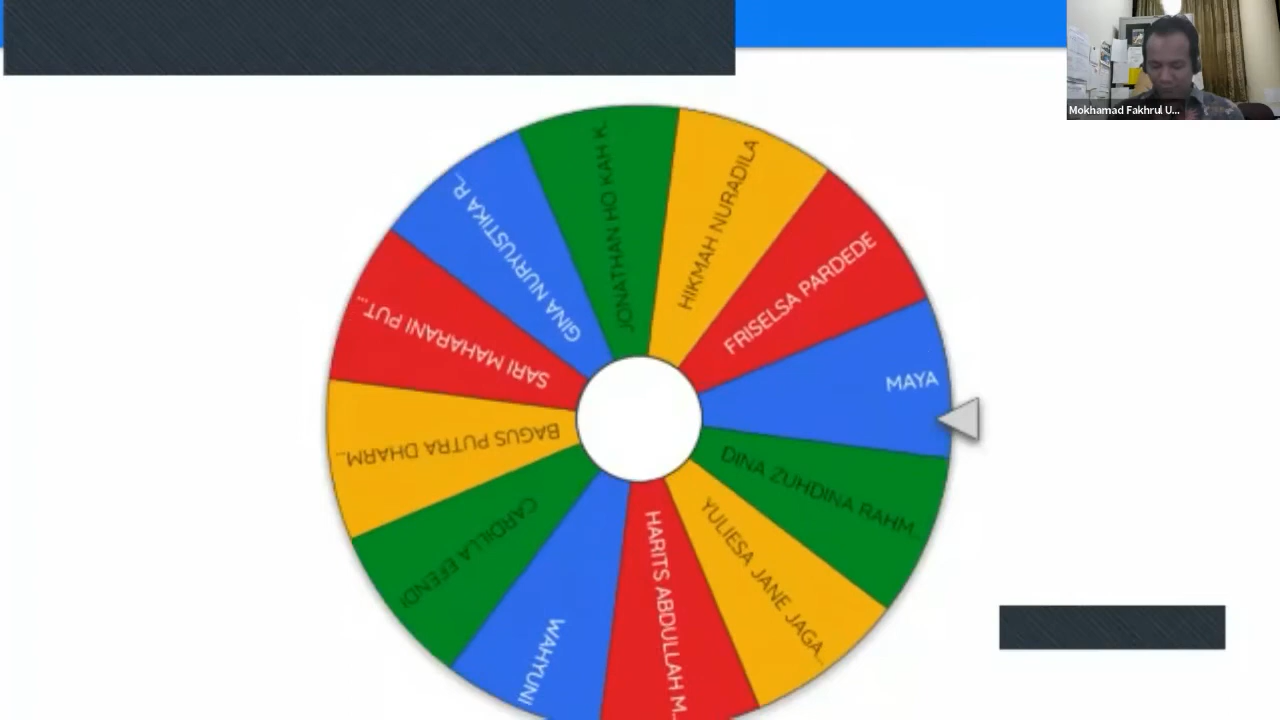 Mokhamad Fakhrul U...
JONATHAN HO KAH K.
HIKMAH NURADILA
FRISELSA PARDEDE
MAYA
DINA ZUHDINA RAHM...
YULIESA JANE JAGA...
HARITS ABDULLAH M...
WAHYUNI
CARDILLA EFENDI
BAGUS PUTRA DHARM...
SARI MAHARANI PUT...
GINA NURYUSTIKA R...